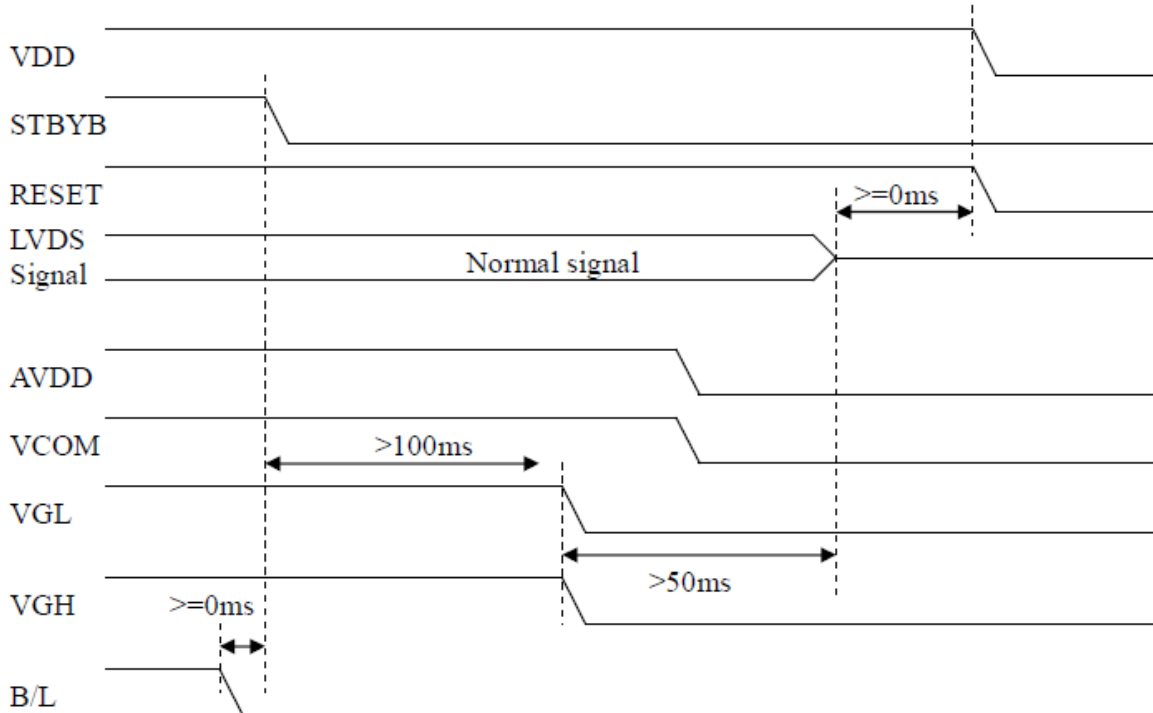 VDD
STBYB
RESET
>=0ms
LVDS
Signal
Normal signal
AVDD
VCOM
>100ms
VGL
>50ms
VGH
>=0ms
B/L